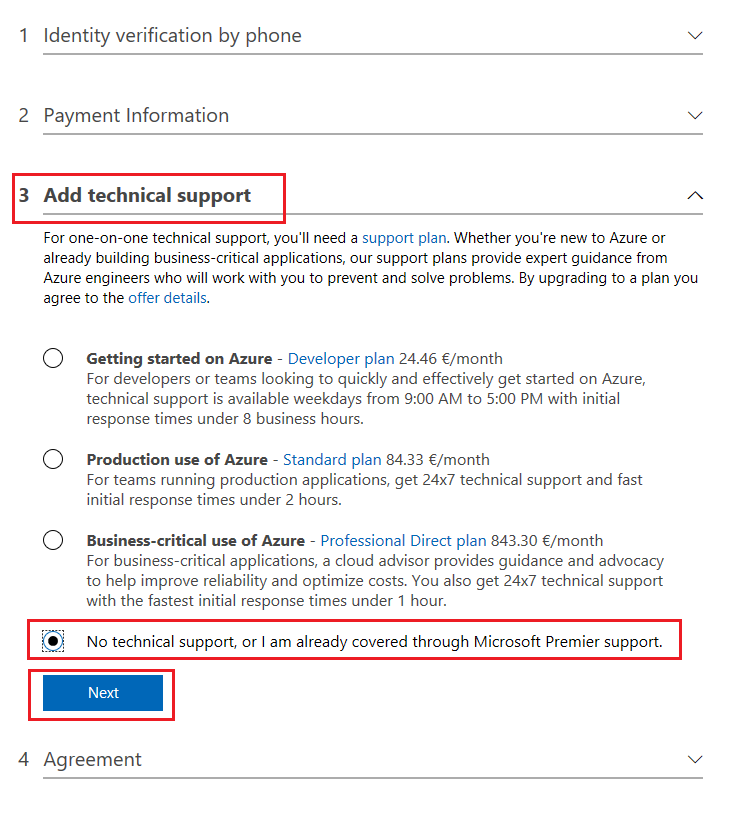 1 Identity verification by phone
2 Payment Information
3 Add technical support
For one-on-one technical support, you'll need a support plan. Whether you're new to Azure or
already building business-critical applications, our support plans provide expert guidance from
Azure engineers who will work with you to prevent and solve problems. By upgrading to a plan you
agree to the offer details.
Getting started on Azure - Developer plan 24.46 €/month
For developers or teams looking to quickly and effectively get started on Azure,
technical support is available weekdays from 9:00 AM to 5:00 PM with initial
response times under 8 business hours.
Production use of Azure - Standard plan 84.33 €/month
For teams running production applications, get 24x7 technical support and fast
initial response times under 2 hours.
Business-critical use of Azure - Professional Direct plan 843.30 €/month
For business-critical applications, a cloud advisor provides guidance and advocacy
to help improve reliability and optimize costs. You also get 24x7 technical support
with the fastest initial response times under 1 hour.
No technical support, or I am already covered through Microsoft Premier support.
Next
4 Agreement